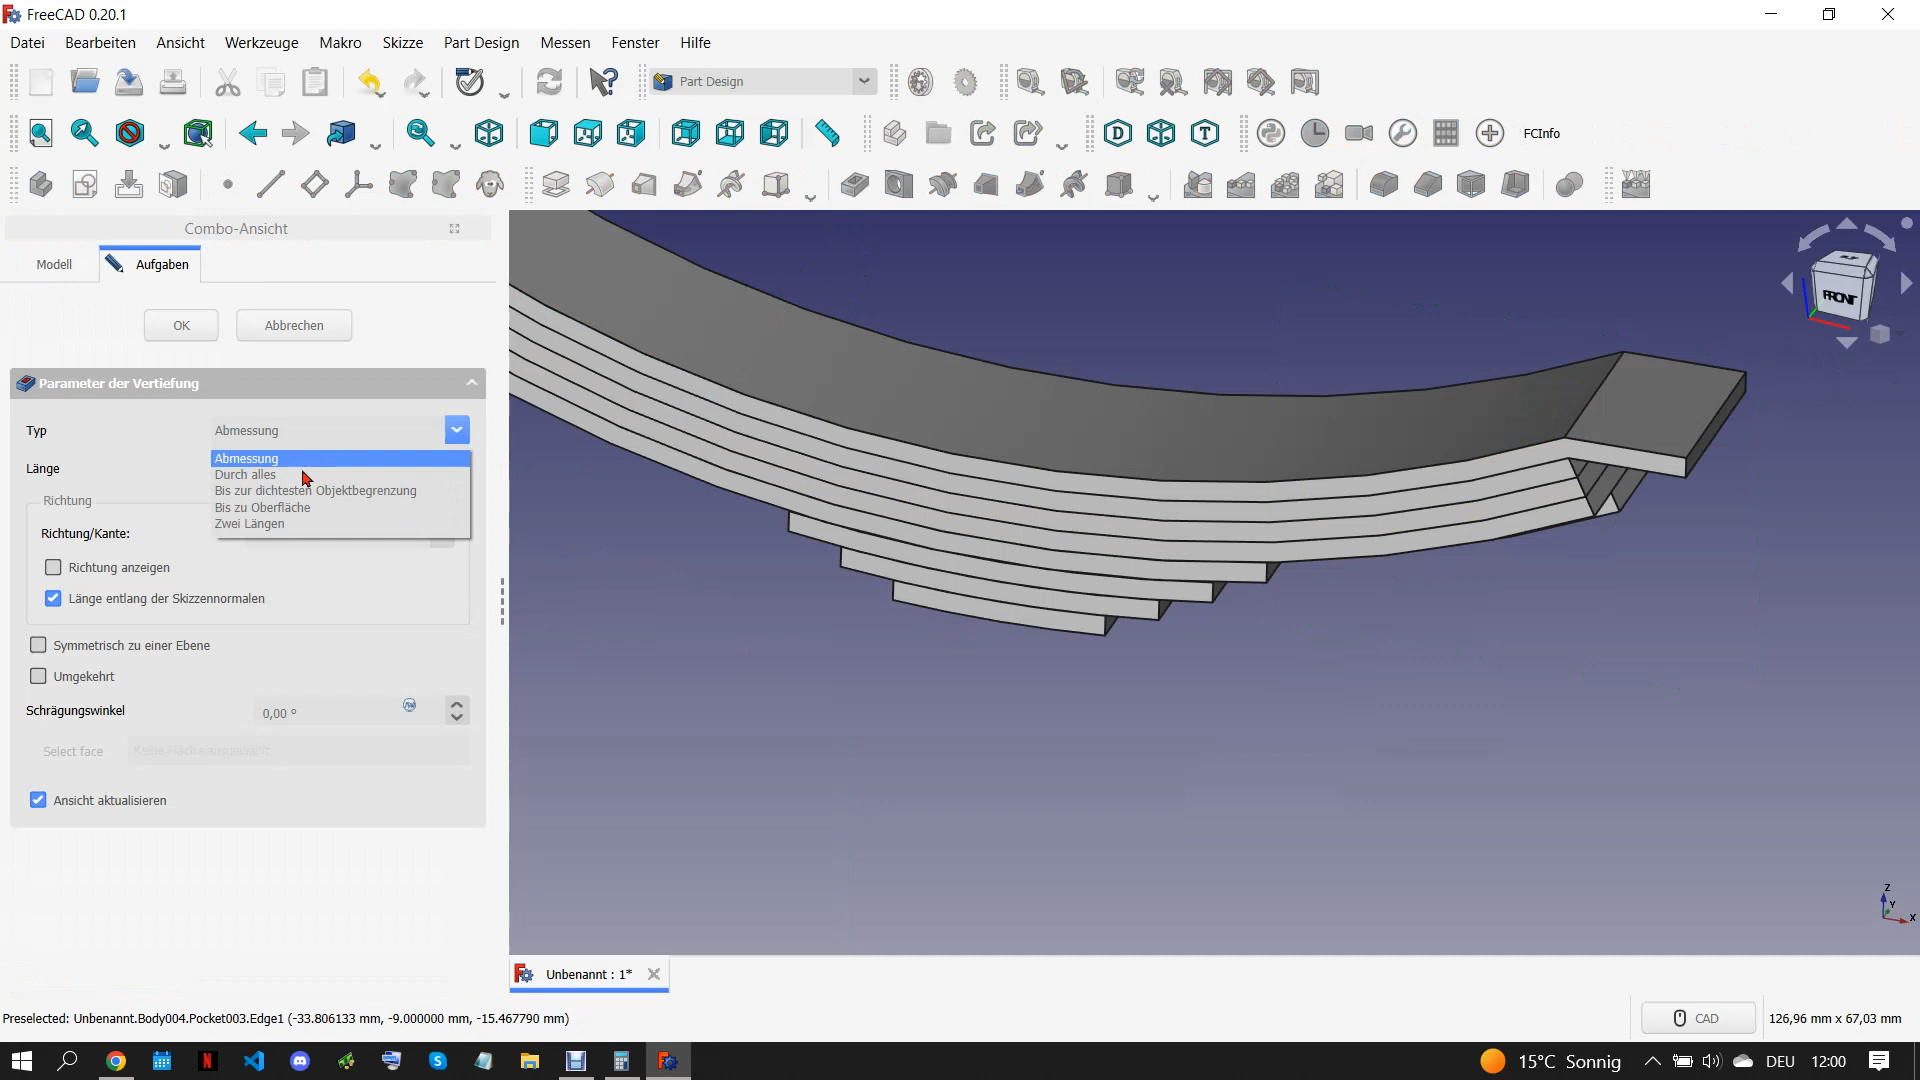 FreeCAD 0.20.1
Datei Bearbeiten Ansicht Werkzeuge Makro Skizze Part Design Messen Fenster Hilfe
Part Design
D T FCInfo
Combo-Ansicht
Modell Aufgaben
OK Abbrechen
Parameter der Vertiefung
Typ Abmessung
Abmessung
Länge
Durch alles
Bis zur dichtesten Objektbegrenzung
Richtung
Bis zu Oberfläche
Zwei Längen
Richtung/Kante:
Richtung anzeigen
Länge entlang der Skizzennormalen
Symmetrisch zu einer Ebene
Umgekehrt
Schrägungswinkel 0,00 °
Select face Keine Fläche ausgewählt
Ansicht aktualisieren
FRONT
Z
Y
X
Unbenannt : 1*
Preselected: Unbenannt.Body004.Pocket003.Edge1 (-33.806133 mm, -9.000000 mm, -15.467790 mm)
CAD 126,96 mm x 67,03 mm
15°C Sonnig DEU 12:00